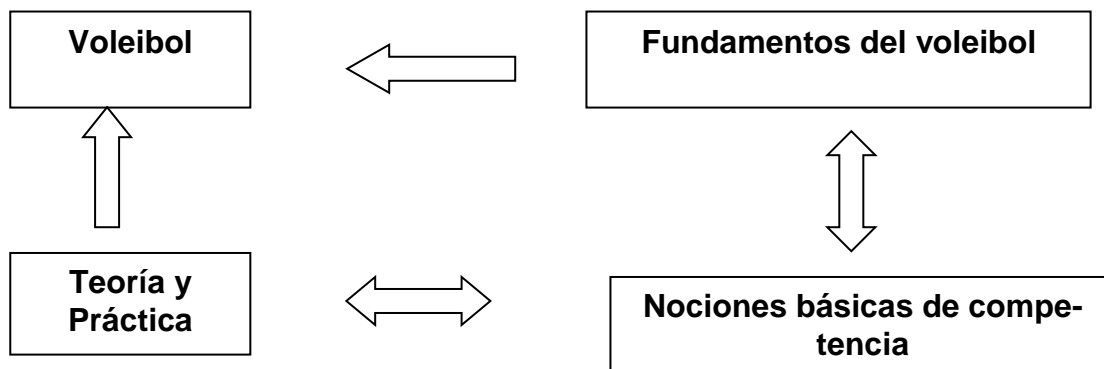 Voleibol
Fundamentos del voleibol
Teoría y
Práctica
Nociones básicas de compe-
tencia